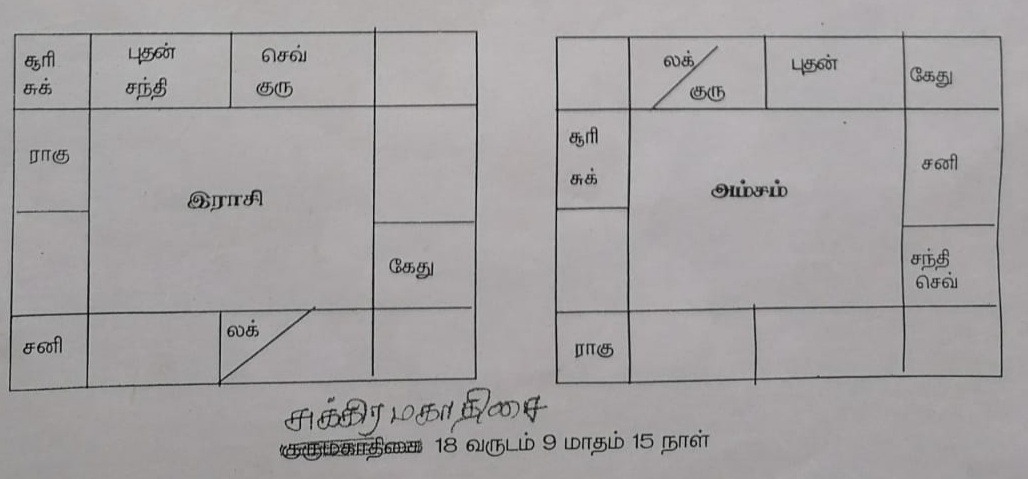 சூரி புதன் செவ் லக் புதன் கேது
சுக் சந்தி குரு குரு
ராகு சூரி சனி
சுக்
இராசி அம்சம்
கேது சந்தி
செவ்
சனி லக் ராகு
சுக்கிர மகா திசை
குருமகாதிசை 18 வருடம் 9 மாதம் 15 நாள்